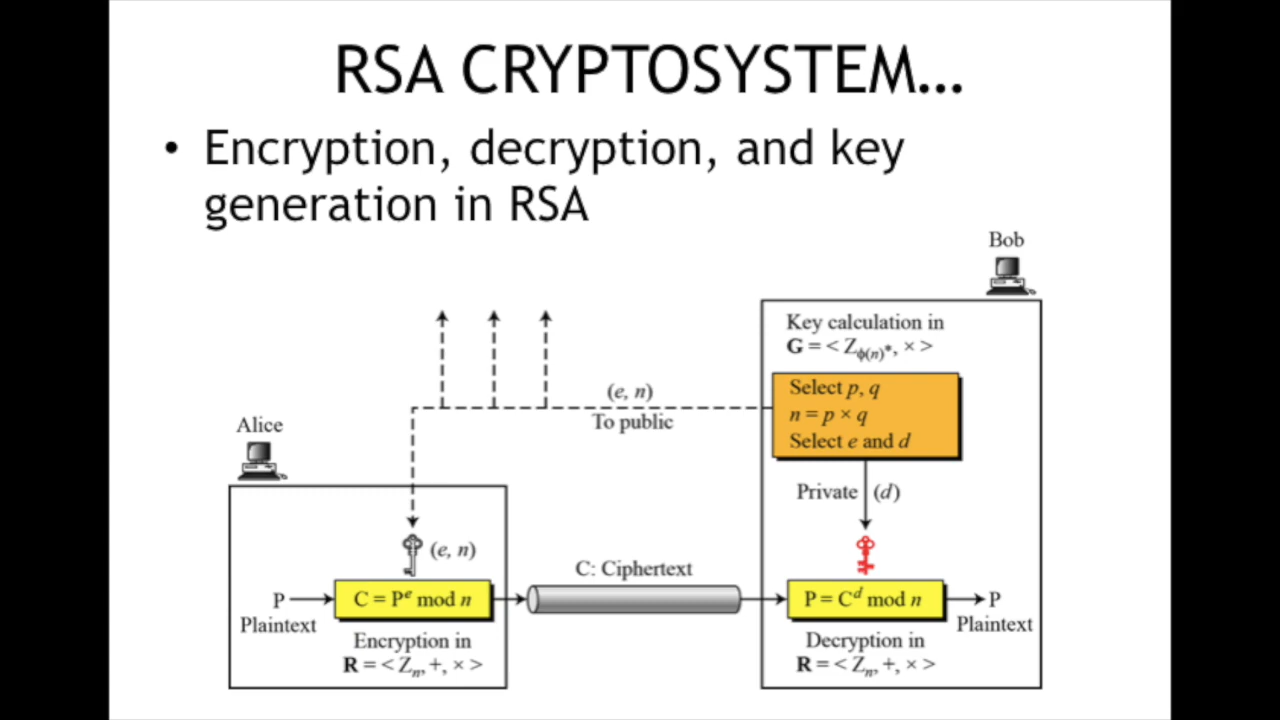 RSA CRYPTOSYSTEM...
• Encryption, decryption, and key
generation in RSA
Bob
Key calculation in
G = < Zϕ(n)*, × >
Select p, q
n = p × q
Select e and d
(e, n)
To public
Private (d)
Alice
(e, n)
P
Plaintext
C = Pᵉ mod n
Encryption in
R = < Zₙ, +, × >
C: Ciphertext
P = Cᵈ mod n
Decryption in
R = < Zₙ, +, × >
P
Plaintext